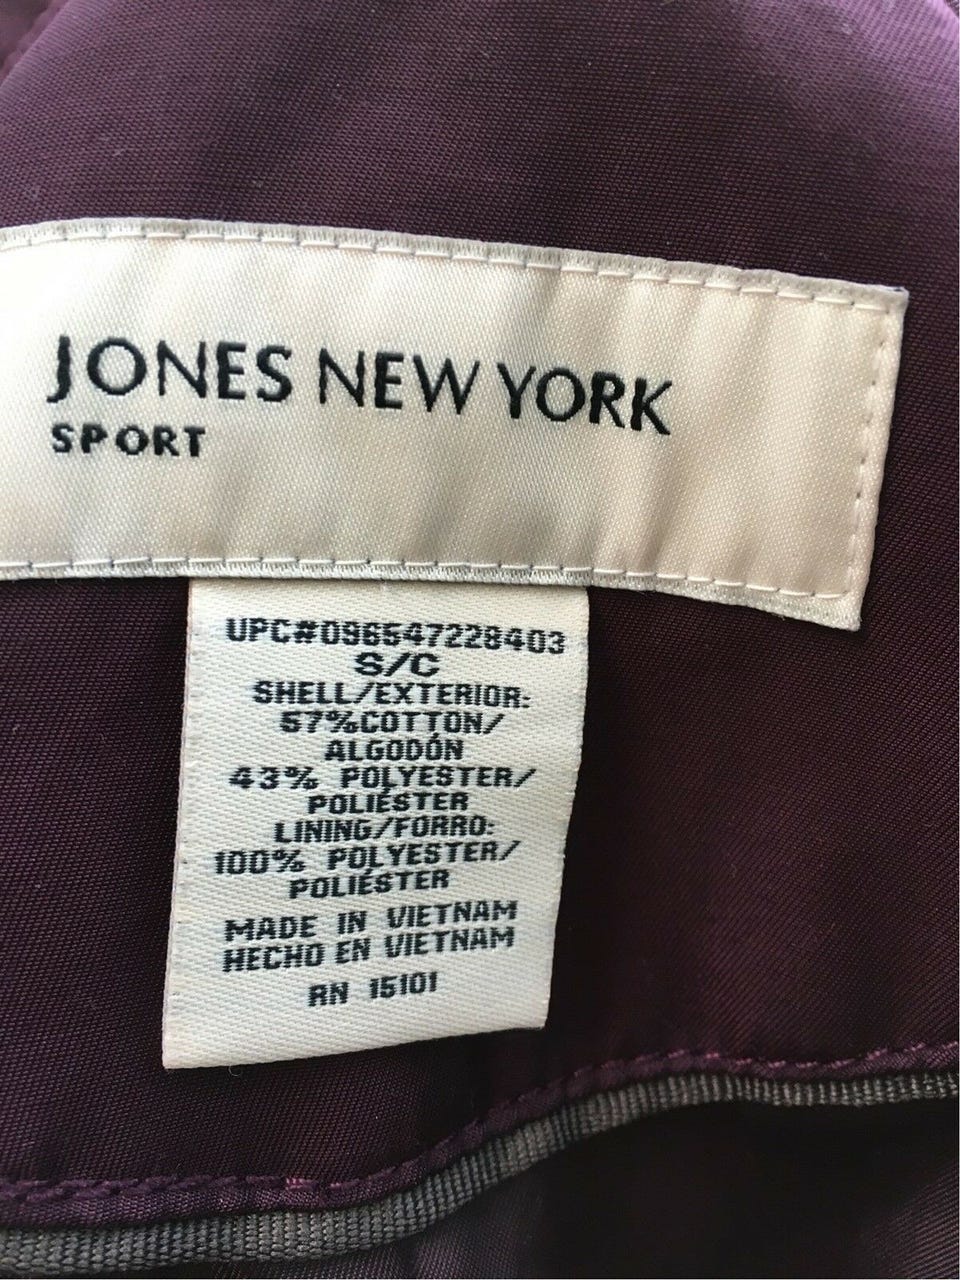 JONES NEW YORK
SPORT
UPC#096547228403
S/C
SHELL/EXTERIOR:
57%COTTON/
ALGODÓN
43% POLYESTER/
POLIÉSTER
LINING/FORRO:
100% POLYESTER/
POLIÉSTER
MADE IN VIETNAM
HECHO EN VIETNAM
RN 15101